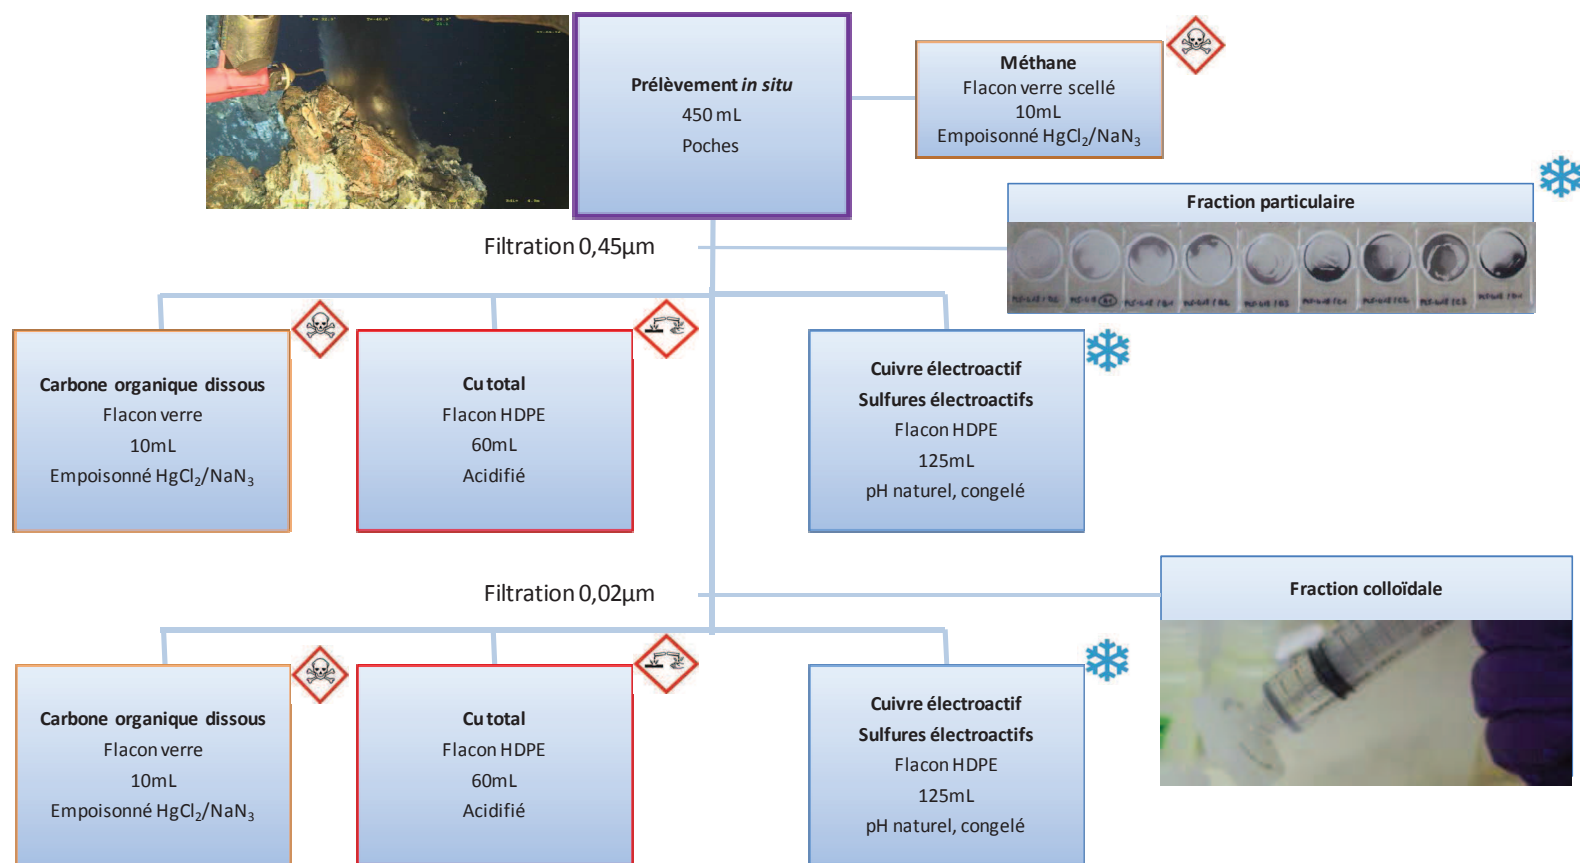 Prélèvement in situ
450 mL
Poches
Méthane
Flacon verre scellé
10mL
Empoisonné HgCl₂/NaN₃
Fraction particulaire
Filtration 0,45µm
Carbone organique dissous
Flacon verre
10mL
Empoisonné HgCl₂/NaN₃
Cu total
Flacon HDPE
60mL
Acidifié
Cuivre électroactif
Sulfures électroactifs
Flacon HDPE
125mL
pH naturel, congelé
Filtration 0,02µm
Fraction colloïdale
Carbone organique dissous
Flacon verre
10mL
Empoisonné HgCl₂/NaN₃
Cu total
Flacon HDPE
60mL
Acidifié
Cuivre électroactif
Sulfures électroactifs
Flacon HDPE
125mL
pH naturel, congelé